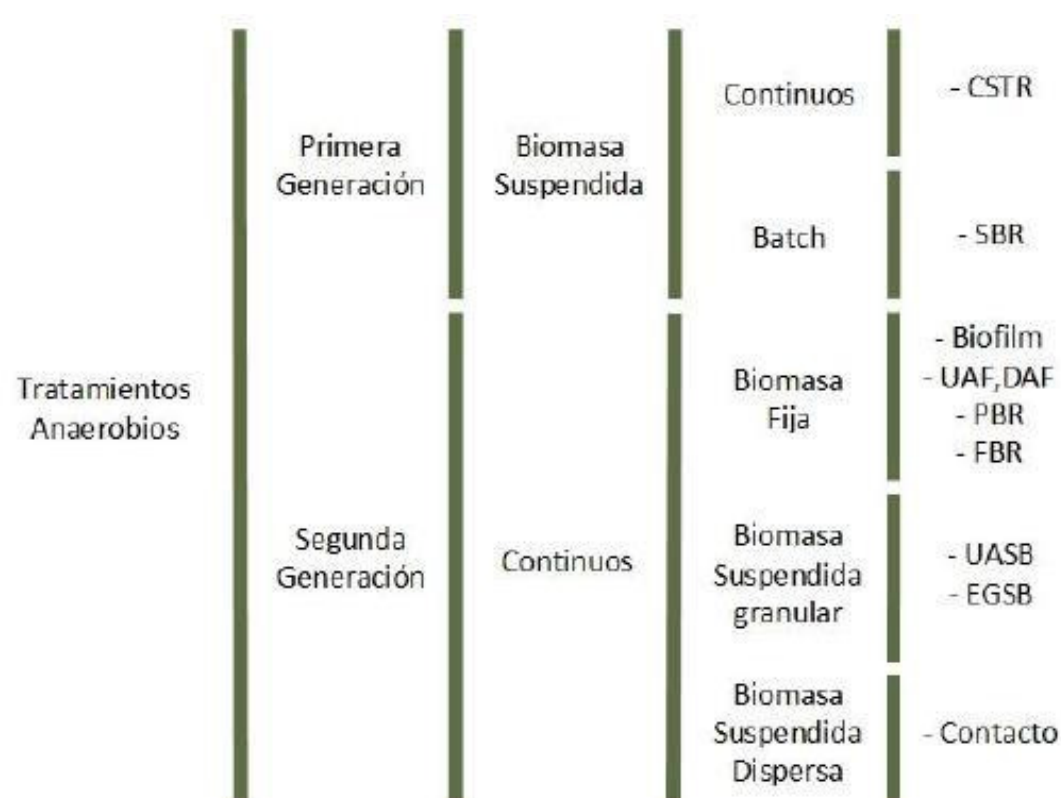 Tratamientos
Anaerobios
Primera
Generación
Biomasa
Suspendida
Continuos
- CSTR
Batch
- SBR
Segunda
Generación
Continuos
Biomasa
Fija
- Biofilm
- UAF,DAF
- PBR
- FBR
Biomasa
Suspendida
granular
- UASB
- EGSB
Biomasa
Suspendida
Dispersa
- Contacto